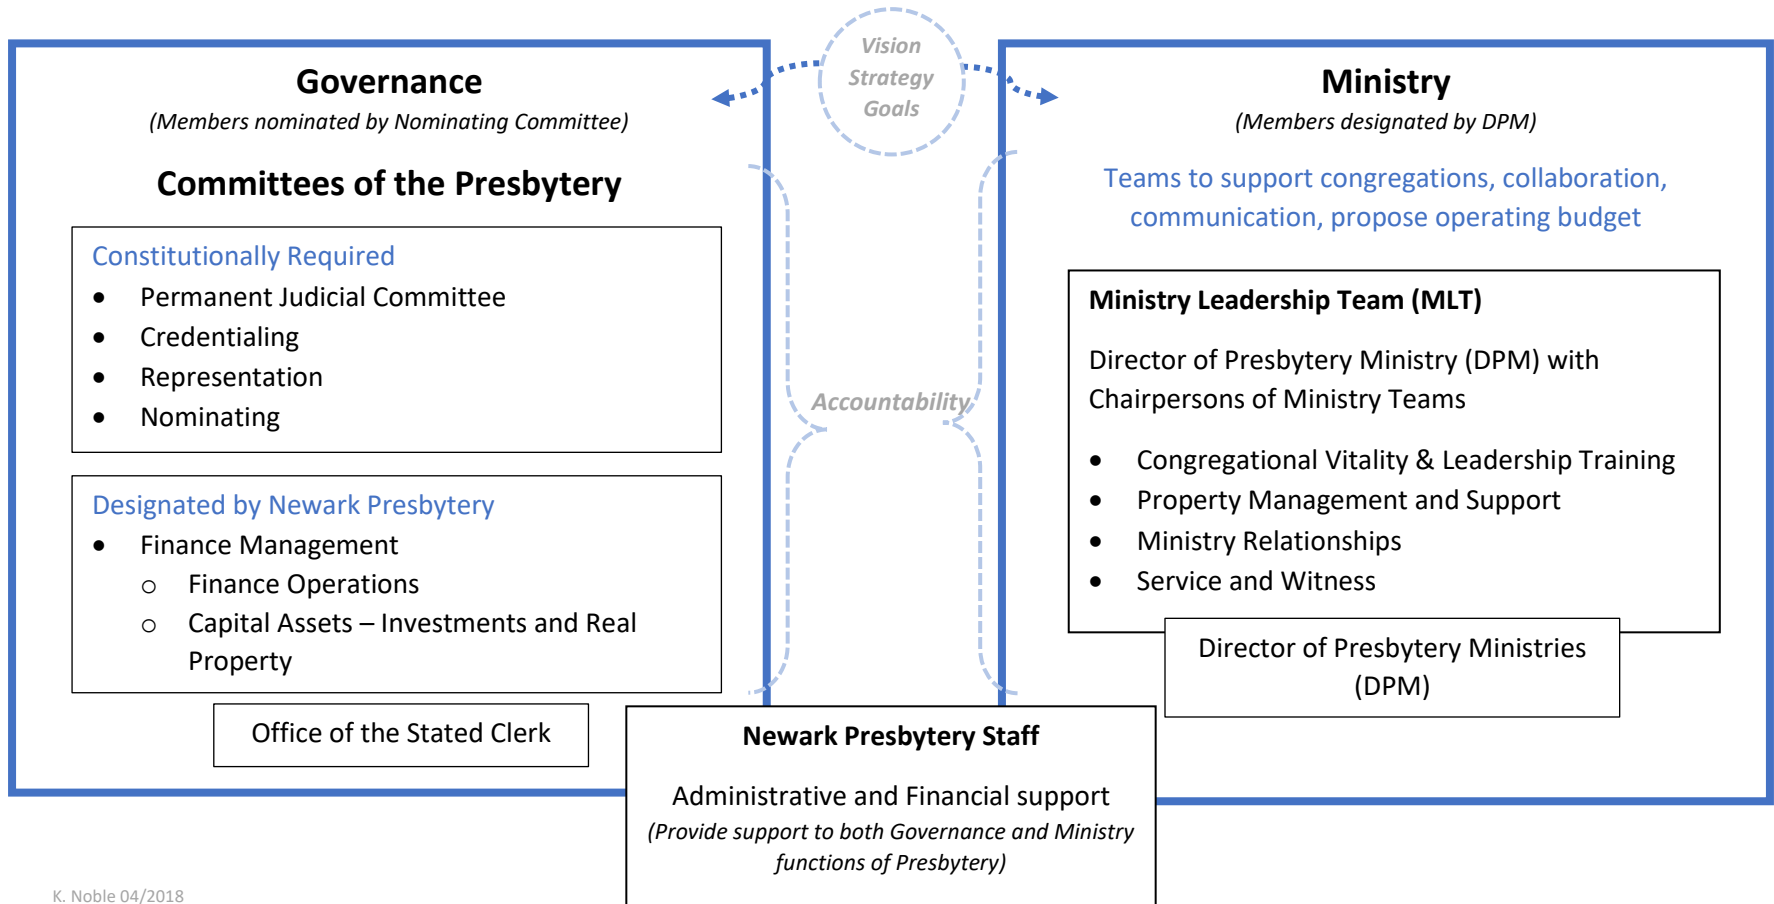 Vision
Strategy
Goals
Governance
(Members nominated by Nominating Committee)
Committees of the Presbytery
Constitutionally Required
• Permanent Judicial Committee
• Credentialing
• Representation
• Nominating
Designated by Newark Presbytery
• Finance Management
o Finance Operations
o Capital Assets – Investments and Real
Property
Office of the Stated Clerk
Accountability
Ministry
(Members designated by DPM)
Teams to support congregations, collaboration,
communication, propose operating budget
Ministry Leadership Team (MLT)
Director of Presbytery Ministry (DPM) with
Chairpersons of Ministry Teams
• Congregational Vitality & Leadership Training
• Property Management and Support
• Ministry Relationships
• Service and Witness
Director of Presbytery Ministries
(DPM)
Newark Presbytery Staff
Administrative and Financial support
(Provide support to both Governance and Ministry
functions of Presbytery)
K. Noble 04/2018